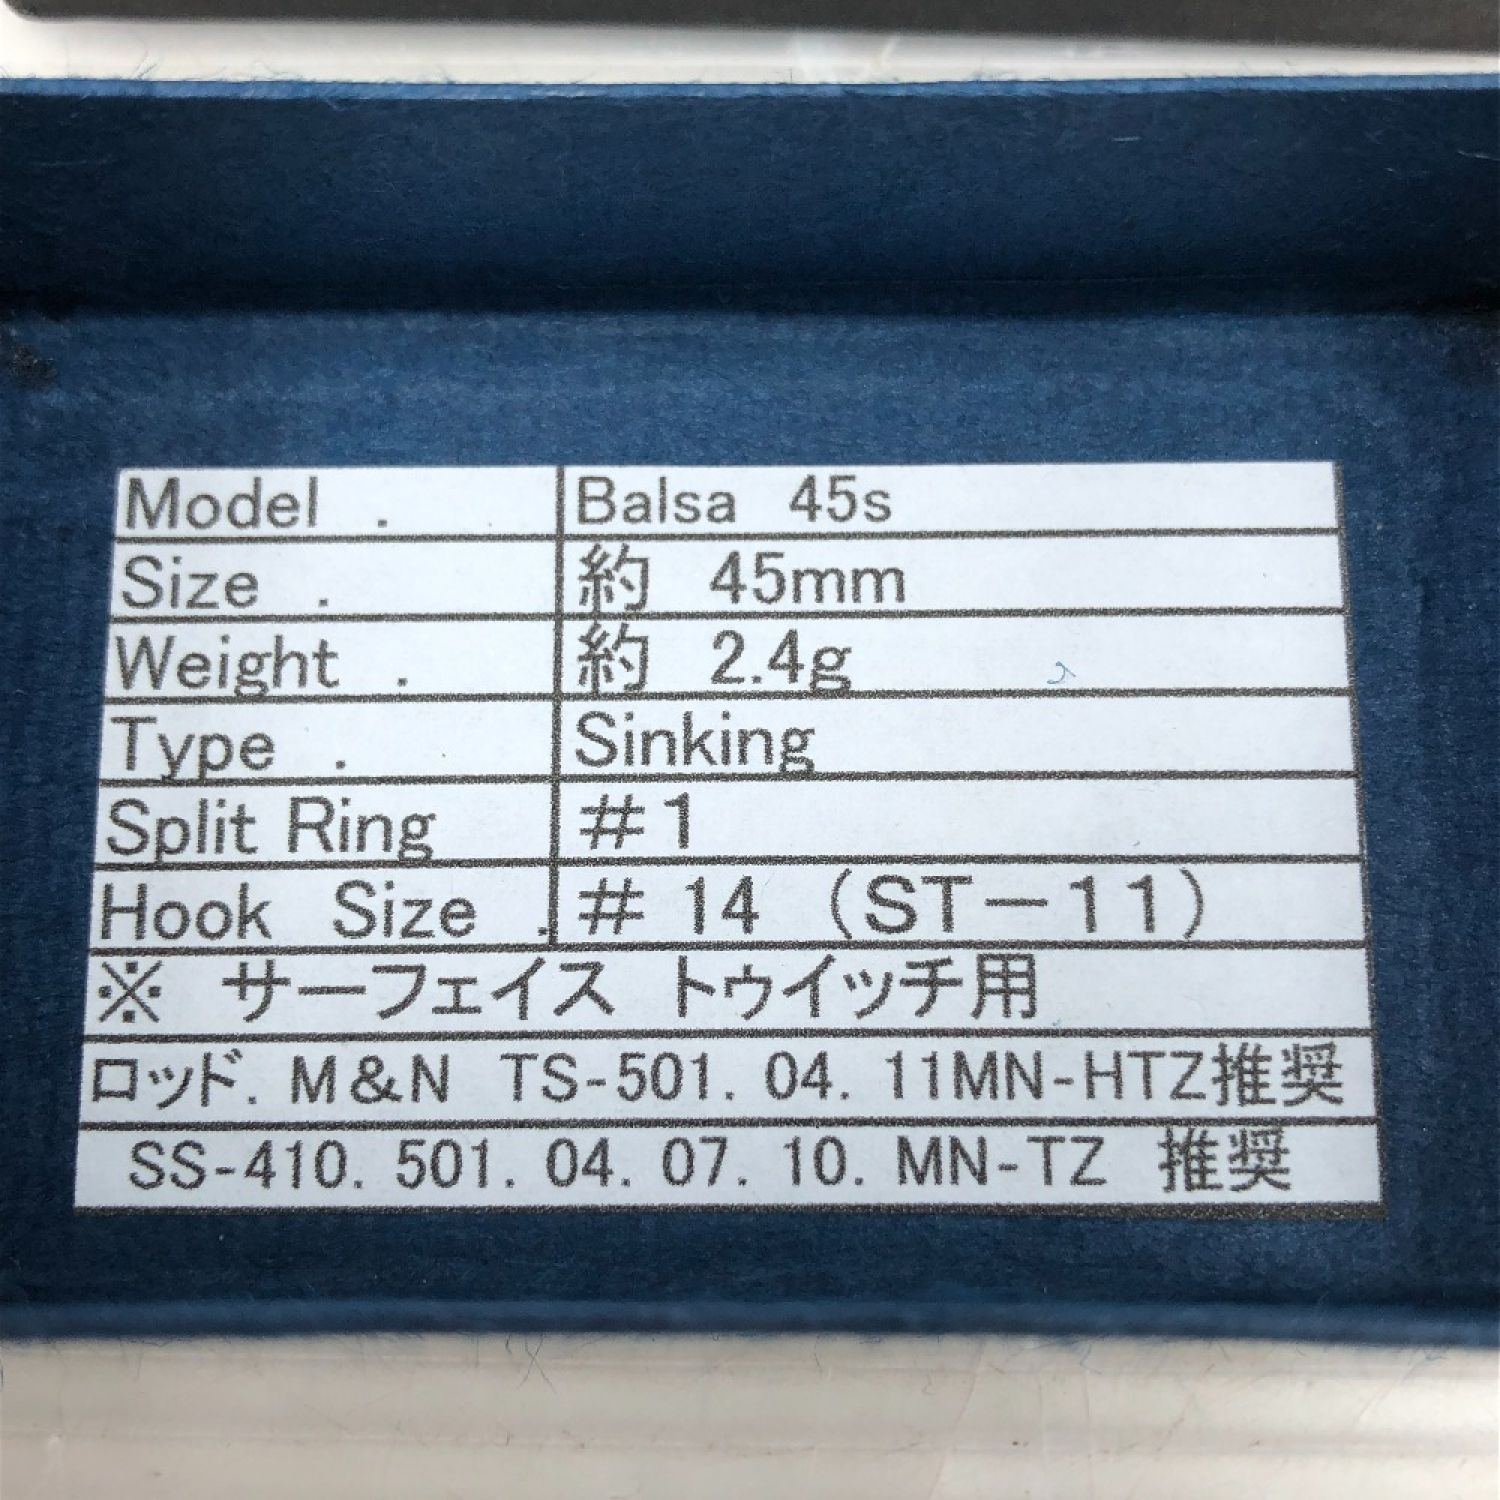 Model . Balsa 45s
Size . 約 45mm
Weight . 約 2.4g
Type . Sinking
Split Ring #1
Hook Size . # 14 (ST-11)
※ サーフェイス トゥイッチ用
ロッド. M&N TS-501. 04. 11MN-HTZ推奨
SS-410. 501. 04. 07. 10. MN-TZ 推奨